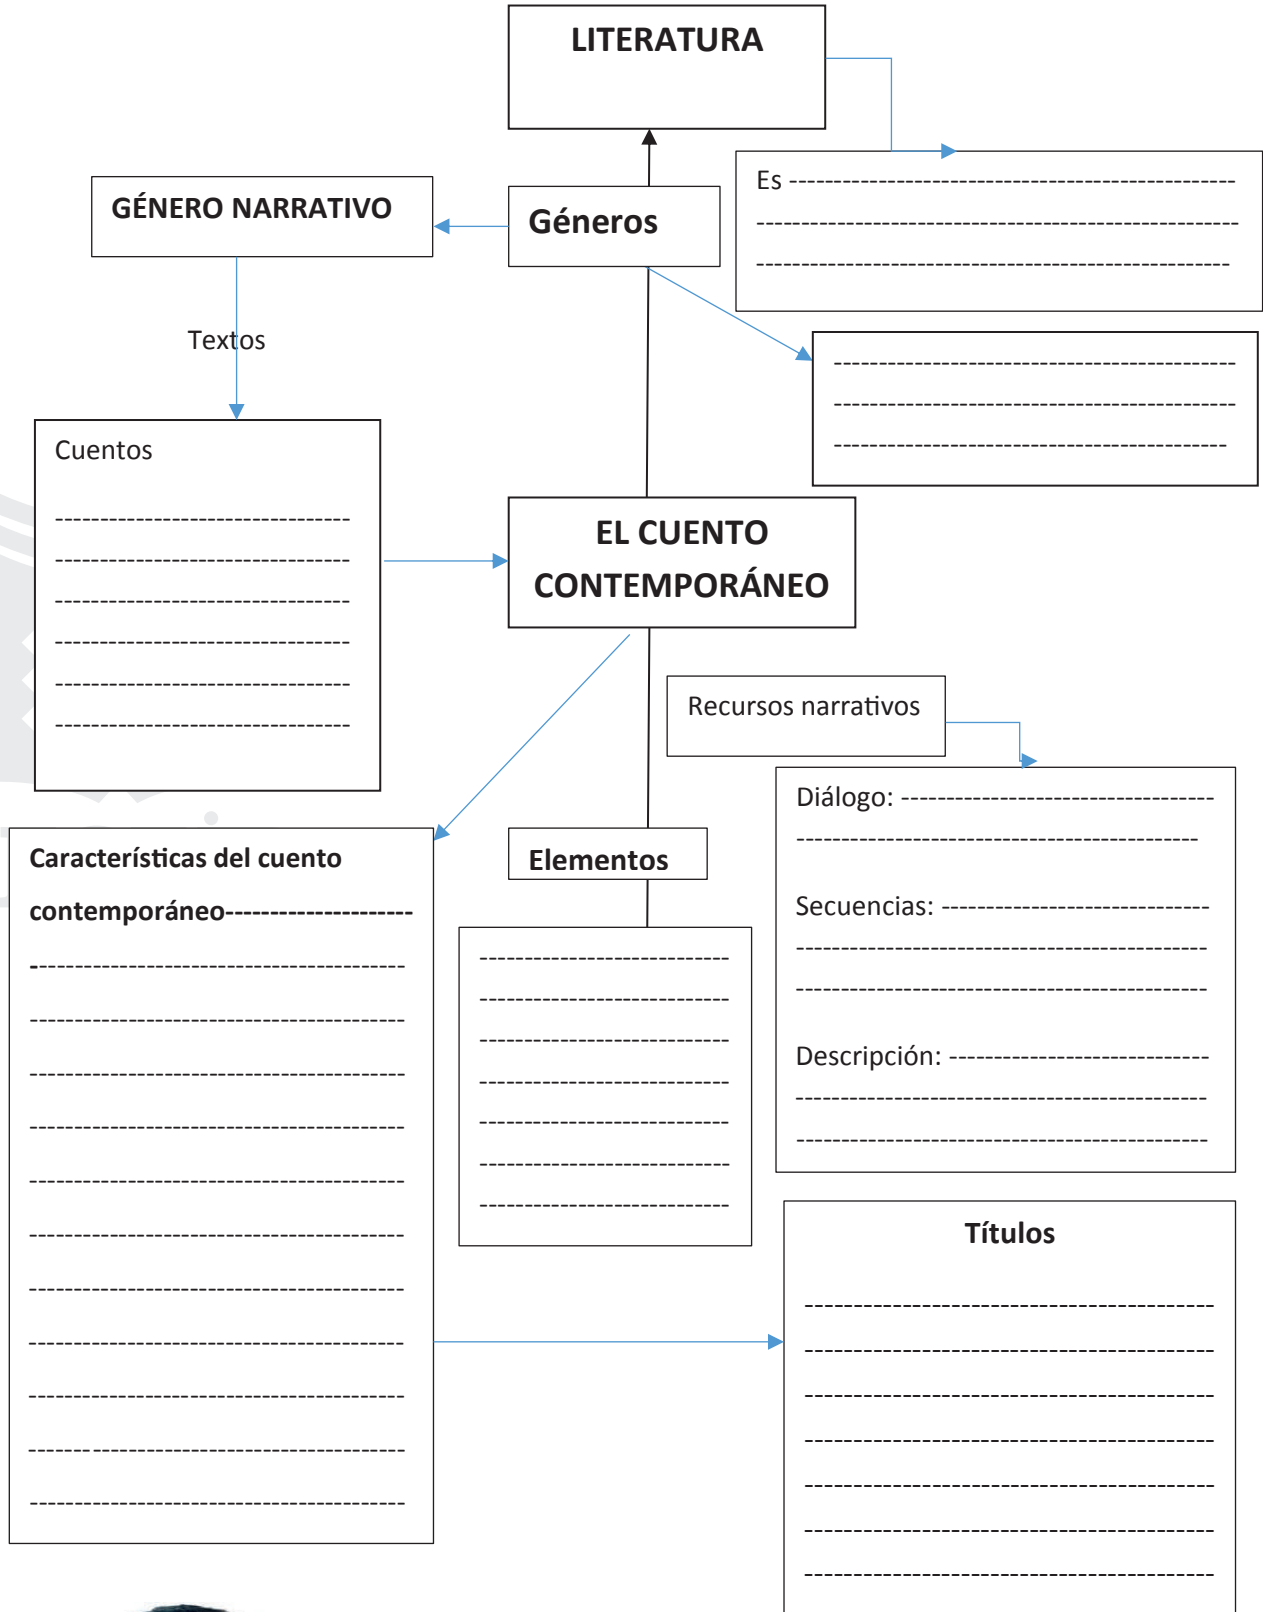 LITERATURA
Es -----------------------------------------------
---------------------------------------------------
--------------------------------------------------
GÉNERO NARRATIVO
Géneros
Textos
------------------------------------------
------------------------------------------
-----------------------------------------
Cuentos
-------------------------------
-------------------------------
-------------------------------
-------------------------------
-------------------------------
-------------------------------
EL CUENTO
CONTEMPORÁNEO
Recursos narrativos
Diálogo: ---------------------------------
------------------------------------------
Secuencias: ----------------------------
-------------------------------------------
-------------------------------------------
Descripción: ---------------------------
-------------------------------------------
-------------------------------------------
Características del cuento
contemporáneo---------------------
----------------------------------------
---------------------------------------
---------------------------------------
---------------------------------------
---------------------------------------
---------------------------------------
---------------------------------------
---------------------------------------
---------------------------------------
---------------------------------------
---------------------------------------
Elementos
--------------------------
--------------------------
--------------------------
--------------------------
--------------------------
--------------------------
--------------------------
Títulos
-------------------------------------------
-------------------------------------------
-------------------------------------------
-------------------------------------------
-------------------------------------------
-------------------------------------------
-------------------------------------------